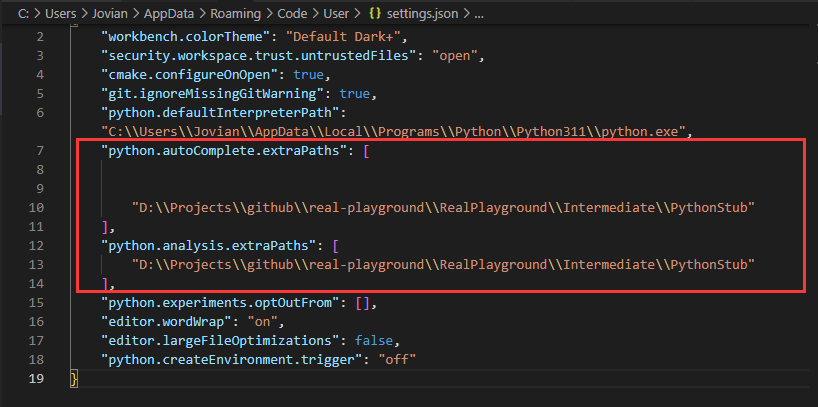 C: > Users > Jovian > AppData > Roaming > Code > User > {} settings.json > ...
2 "workbench.colorTheme": "Default Dark+",
3 "security.workspace.trust.untrustedFiles": "open",
4 "cmake.configureOnOpen": true,
5 "git.ignoreMissingGitWarning": true,
6 "python.defaultInterpreterPath":
"C:\\Users\\Jovian\\AppData\\Local\\Programs\\Python\\Python311\\python.exe",
7 "python.autoComplete.extraPaths": [
8
9
10 "D:\\Projects\\github\\real-playground\\RealPlayground\\Intermediate\\PythonStub"
11 ],
12 "python.analysis.extraPaths": [
13 "D:\\Projects\\github\\real-playground\\RealPlayground\\Intermediate\\PythonStub"
14 ],
15 "python.experiments.optOutFrom": [],
16 "editor.wordWrap": "on",
17 "editor.largeFileOptimizations": false,
18 "python.createEnvironment.trigger": "off"
19 }